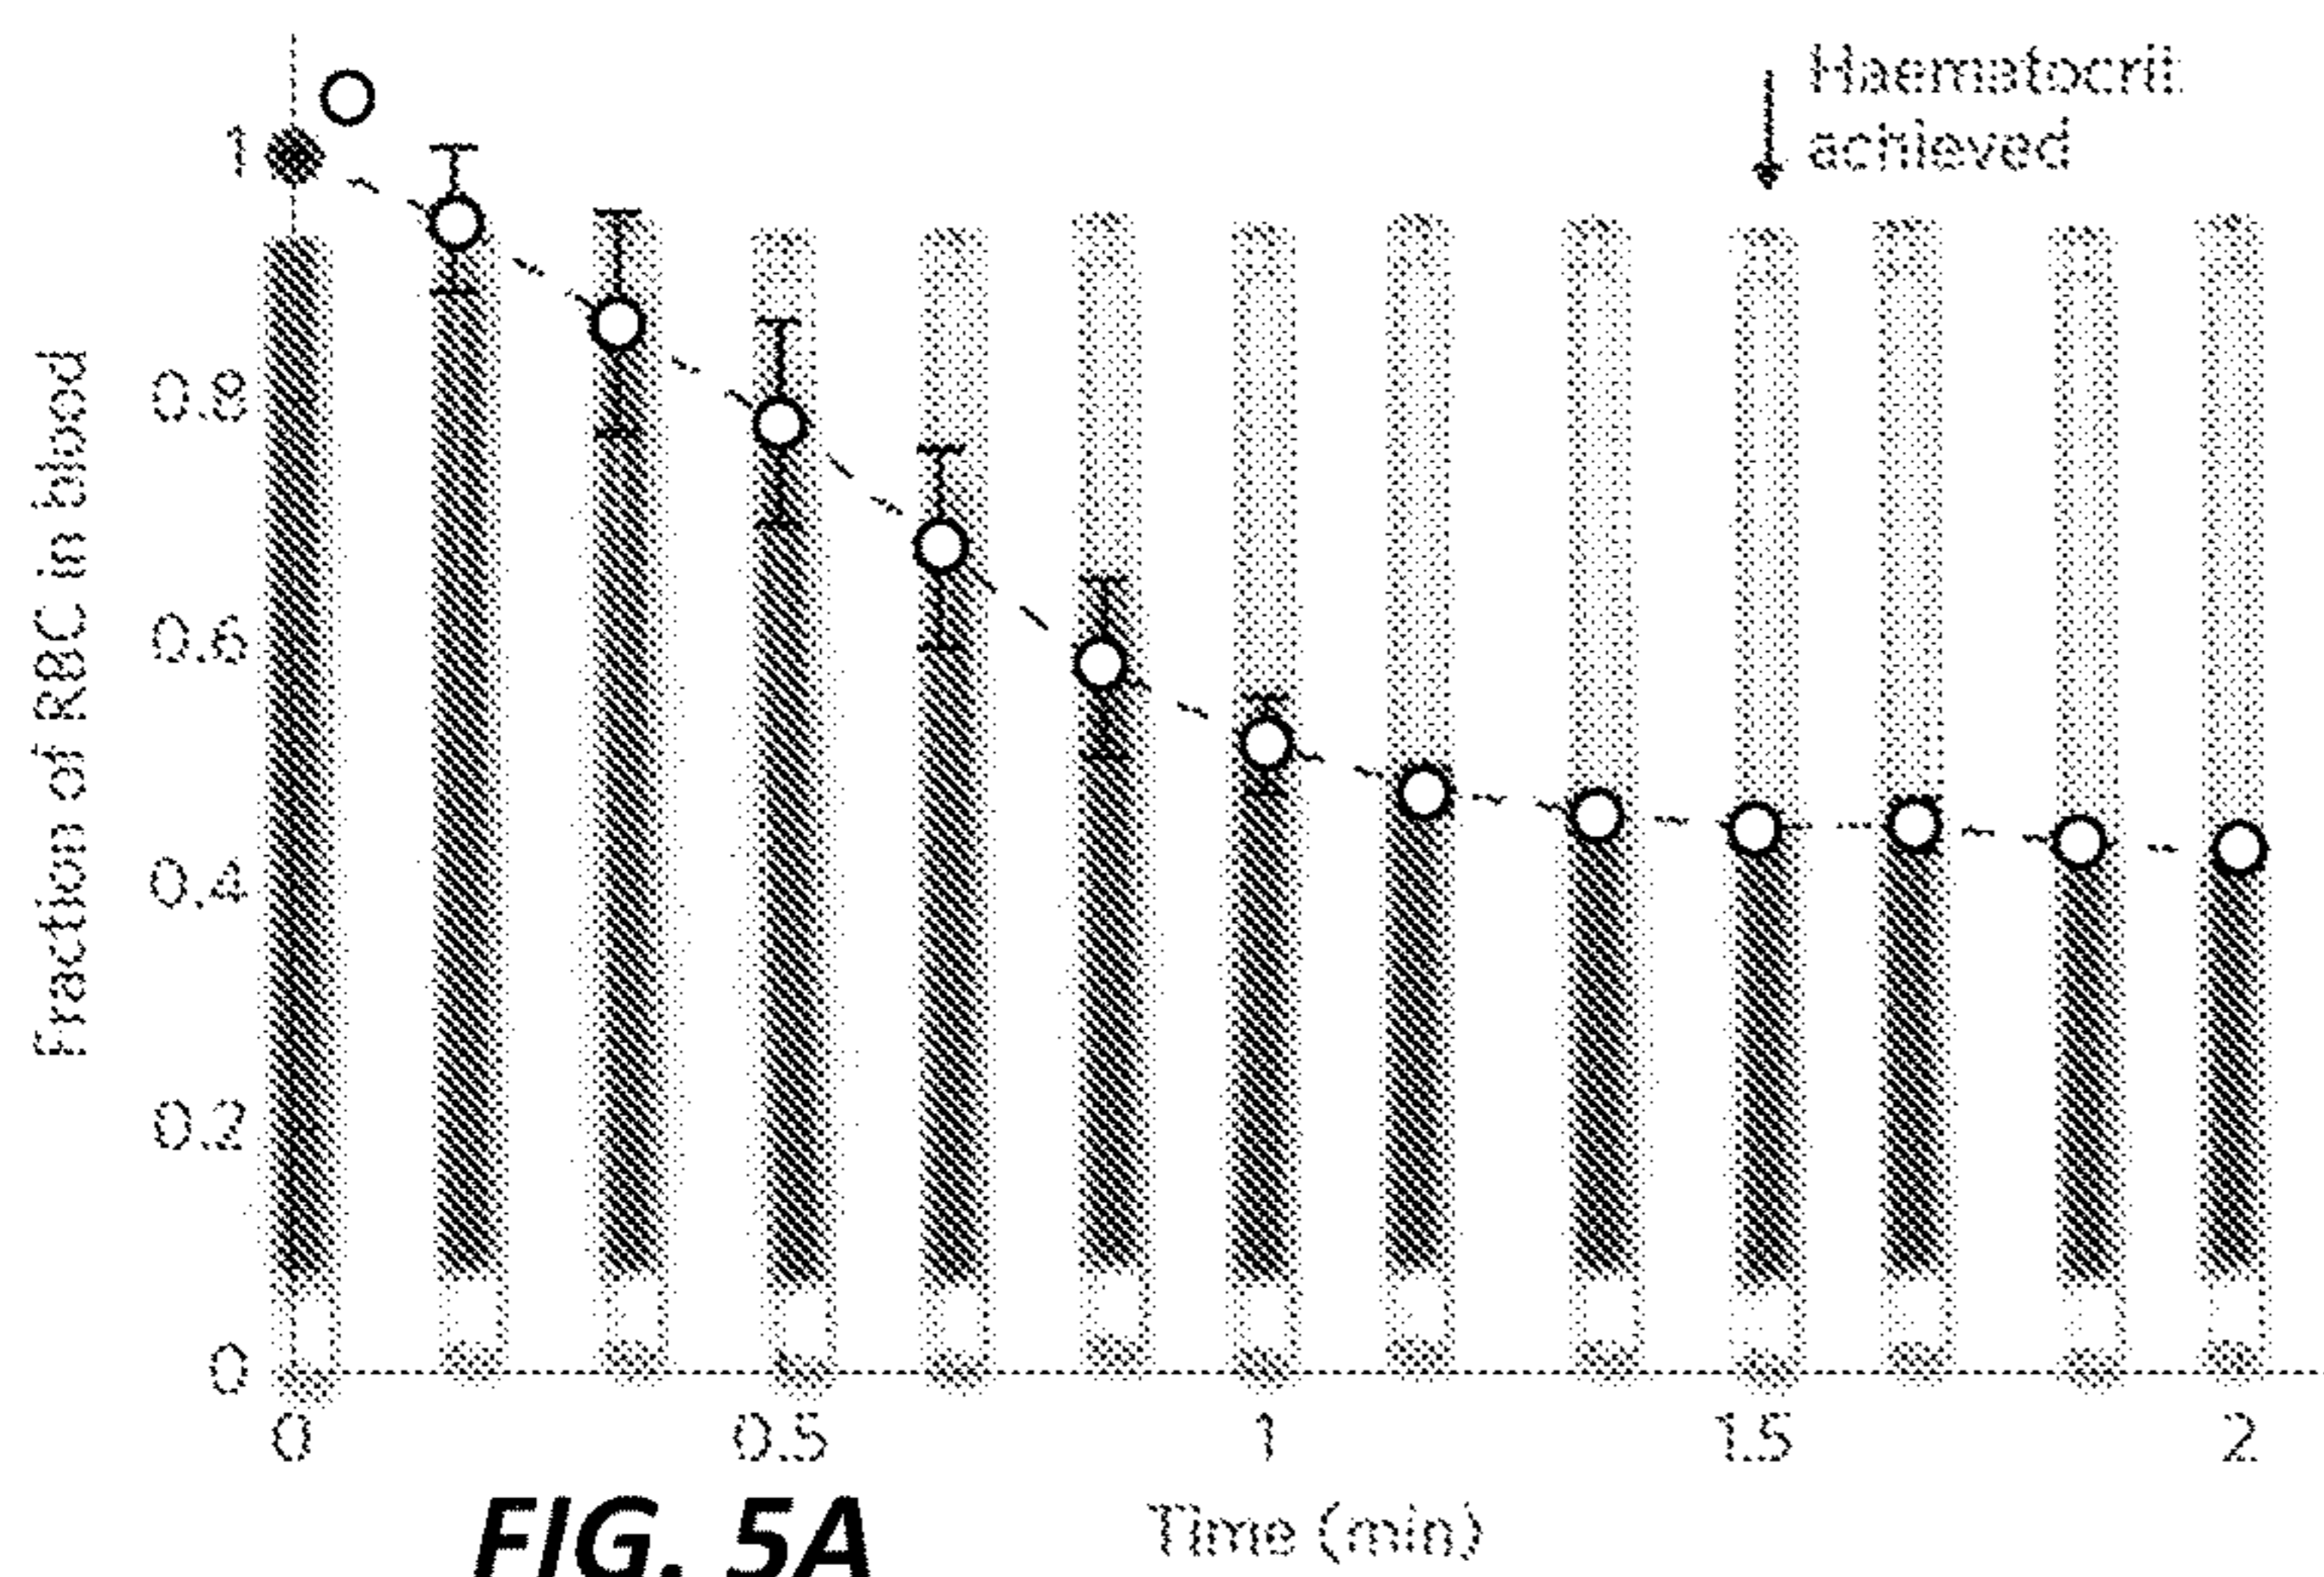 Haematocrit
achieved
1
0.8
0.6
0.4
0.2
0
Fraction of RBC in blood
0 0.5 1 1.5 2
Time (min)
FIG. 5A